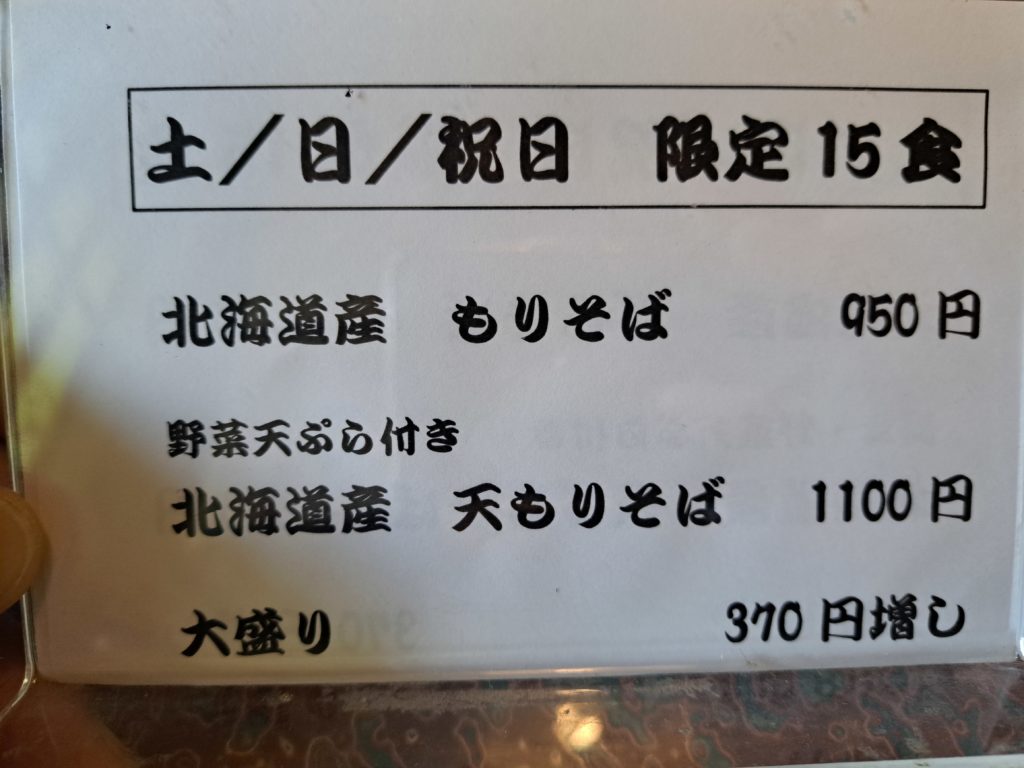 土／日／祝日　限定15食
北海道産　もりそば　950円
野菜天ぷら付き
北海道産　天もりそば　1100円
大盛り　370円増し